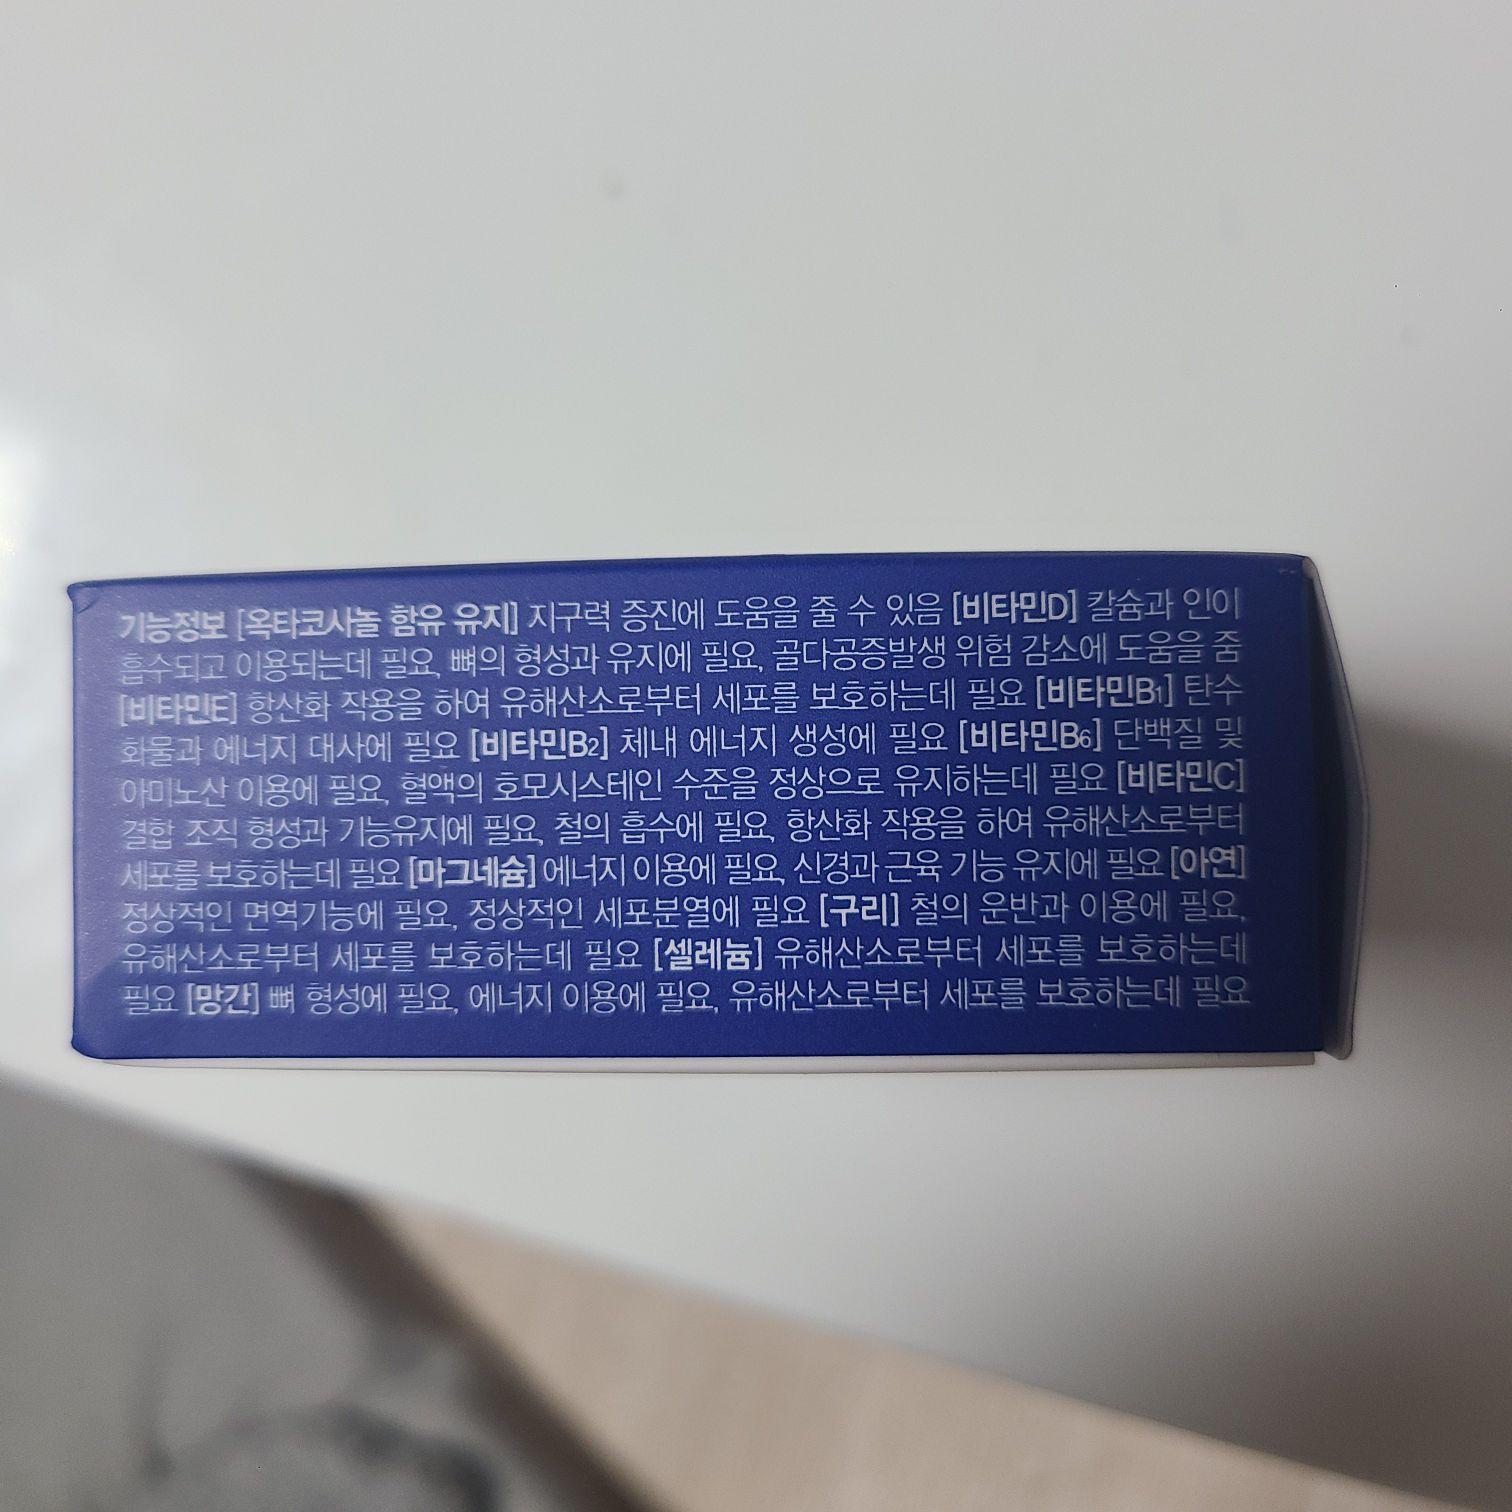 기능정보 [옥타코사놀 함유 유지] 지구력 증진에 도움을 줄 수 있음 [비타민D] 칼슘과 인이
흡수되고 이용되는데 필요, 뼈의 형성과 유지에 필요, 골다공증발생 위험 감소에 도움을 줌
[비타민E] 항산화 작용을 하여 유해산소로부터 세포를 보호하는데 필요 [비타민B₁] 탄수
화물과 에너지 대사에 필요 [비타민B₂] 체내 에너지 생성에 필요 [비타민B₆] 단백질 및
아미노산 이용에 필요, 혈액의 호모시스테인 수준을 정상으로 유지하는데 필요 [비타민C]
결합 조직 형성과 기능유지에 필요, 철의 흡수에 필요, 항산화 작용을 하여 유해산소로부터
세포를 보호하는데 필요 [마그네슘] 에너지 이용에 필요, 신경과 근육 기능 유지에 필요 [아연]
정상적인 면역기능에 필요, 정상적인 세포분열에 필요 [구리] 철의 운반과 이용에 필요,
유해산소로부터 세포를 보호하는데 필요 [셀레늄] 유해산소로부터 세포를 보호하는데
필요 [망간] 뼈 형성에 필요, 에너지 이용에 필요, 유해산소로부터 세포를 보호하는데 필요